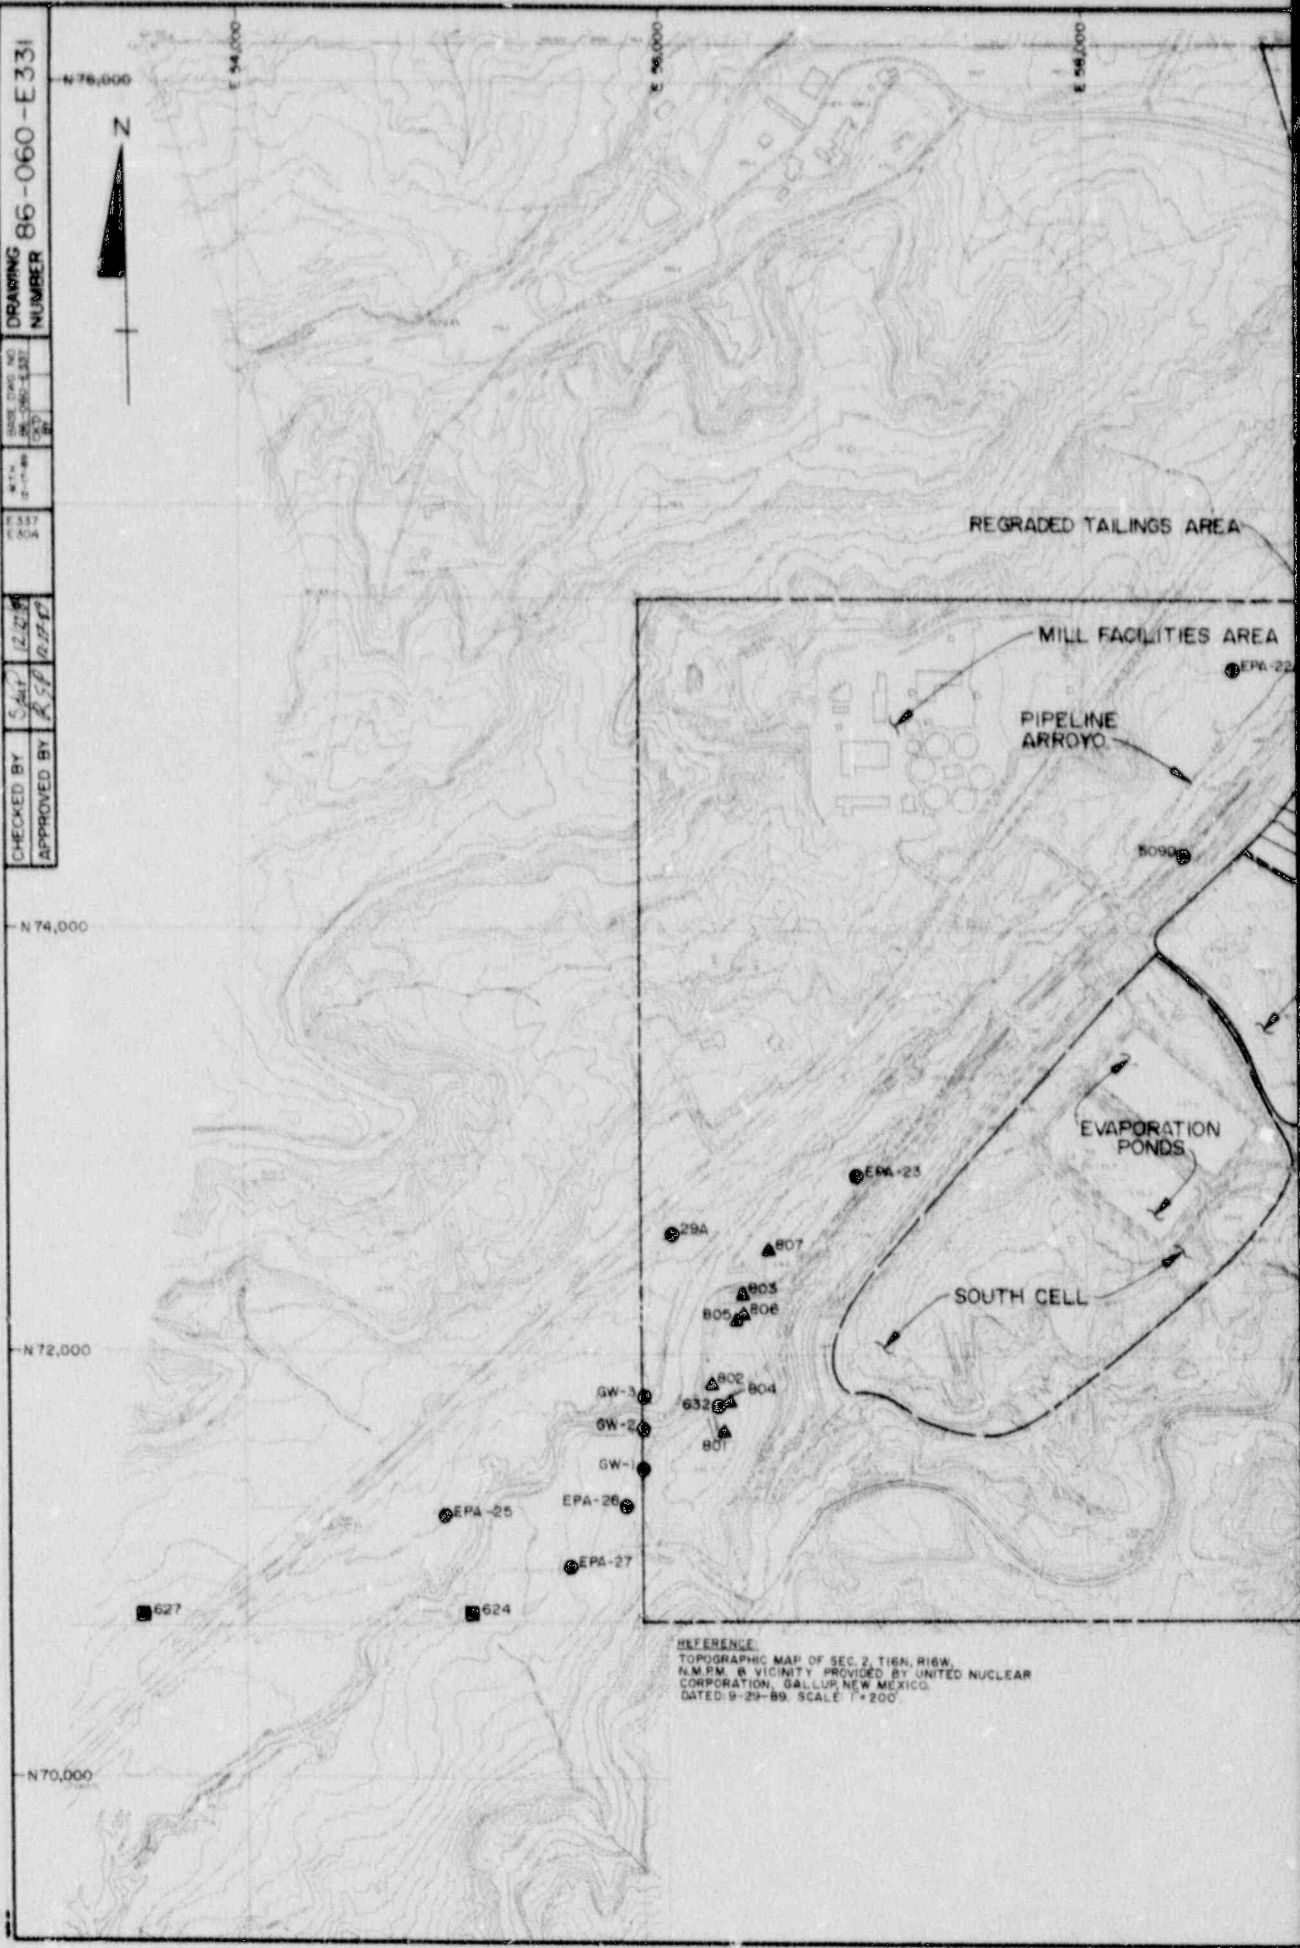 DRAWING NUMBER 86-060-E331
E337
E304
CHECKED BY
APPROVED BY RSP
E 54,000
E 56,000
E 58,000
N 76,000
Z
REGRADED TAILINGS AREA
MILL FACILITIES AREA
EPA-22
PIPELINE
ARROYO
509D
N 74,000
EVAPORATION
PONDS
EPA-23
29A
807
803
806
805
SOUTH CELL
N 72,000
802
804
632
801
GW-3
GW-2
GW-1
EPA-26
EPA-25
EPA-27
627
624
REFERENCE:
TOPOGRAPHIC MAP OF SEC. 2, T16N, R16W,
N.M.P.M. & VICINITY PROVIDED BY UNITED NUCLEAR
CORPORATION, GALLUP, NEW MEXICO.
DATED: 9-29-89. SCALE: 1"=200'
N 70,000